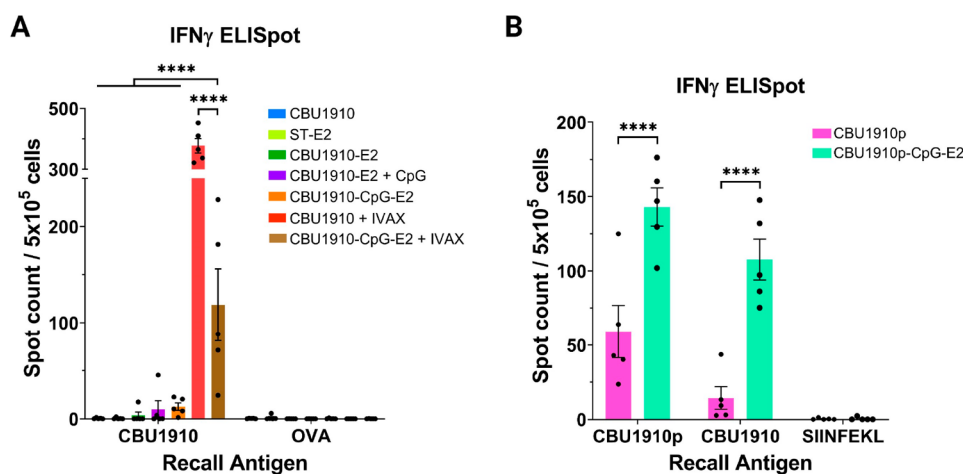 A
IFNγ ELISpot
****
****
Spot count / 5x10⁵ cells
500
300
200
100
0
CBU1910
ST-E2
CBU1910-E2
CBU1910-E2 + CpG
CBU1910-CpG-E2
CBU1910 + IVAX
CBU1910-CpG-E2 + IVAX
CBU1910
OVA
Recall Antigen
B
IFNγ ELISpot
****
****
Spot count / 5x10⁵ cells
200
150
100
50
0
CBU1910p
CBU1910p-CpG-E2
CBU1910p
CBU1910
SIINFEKL
Recall Antigen